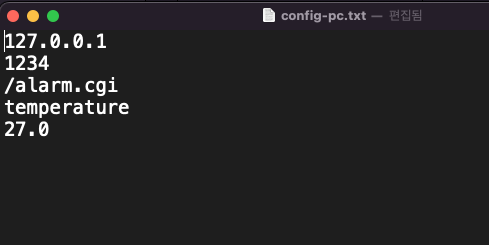 config-pc.txt — 편집됨
127.0.0.1
1234
/alarm.cgi
temperature
27.0